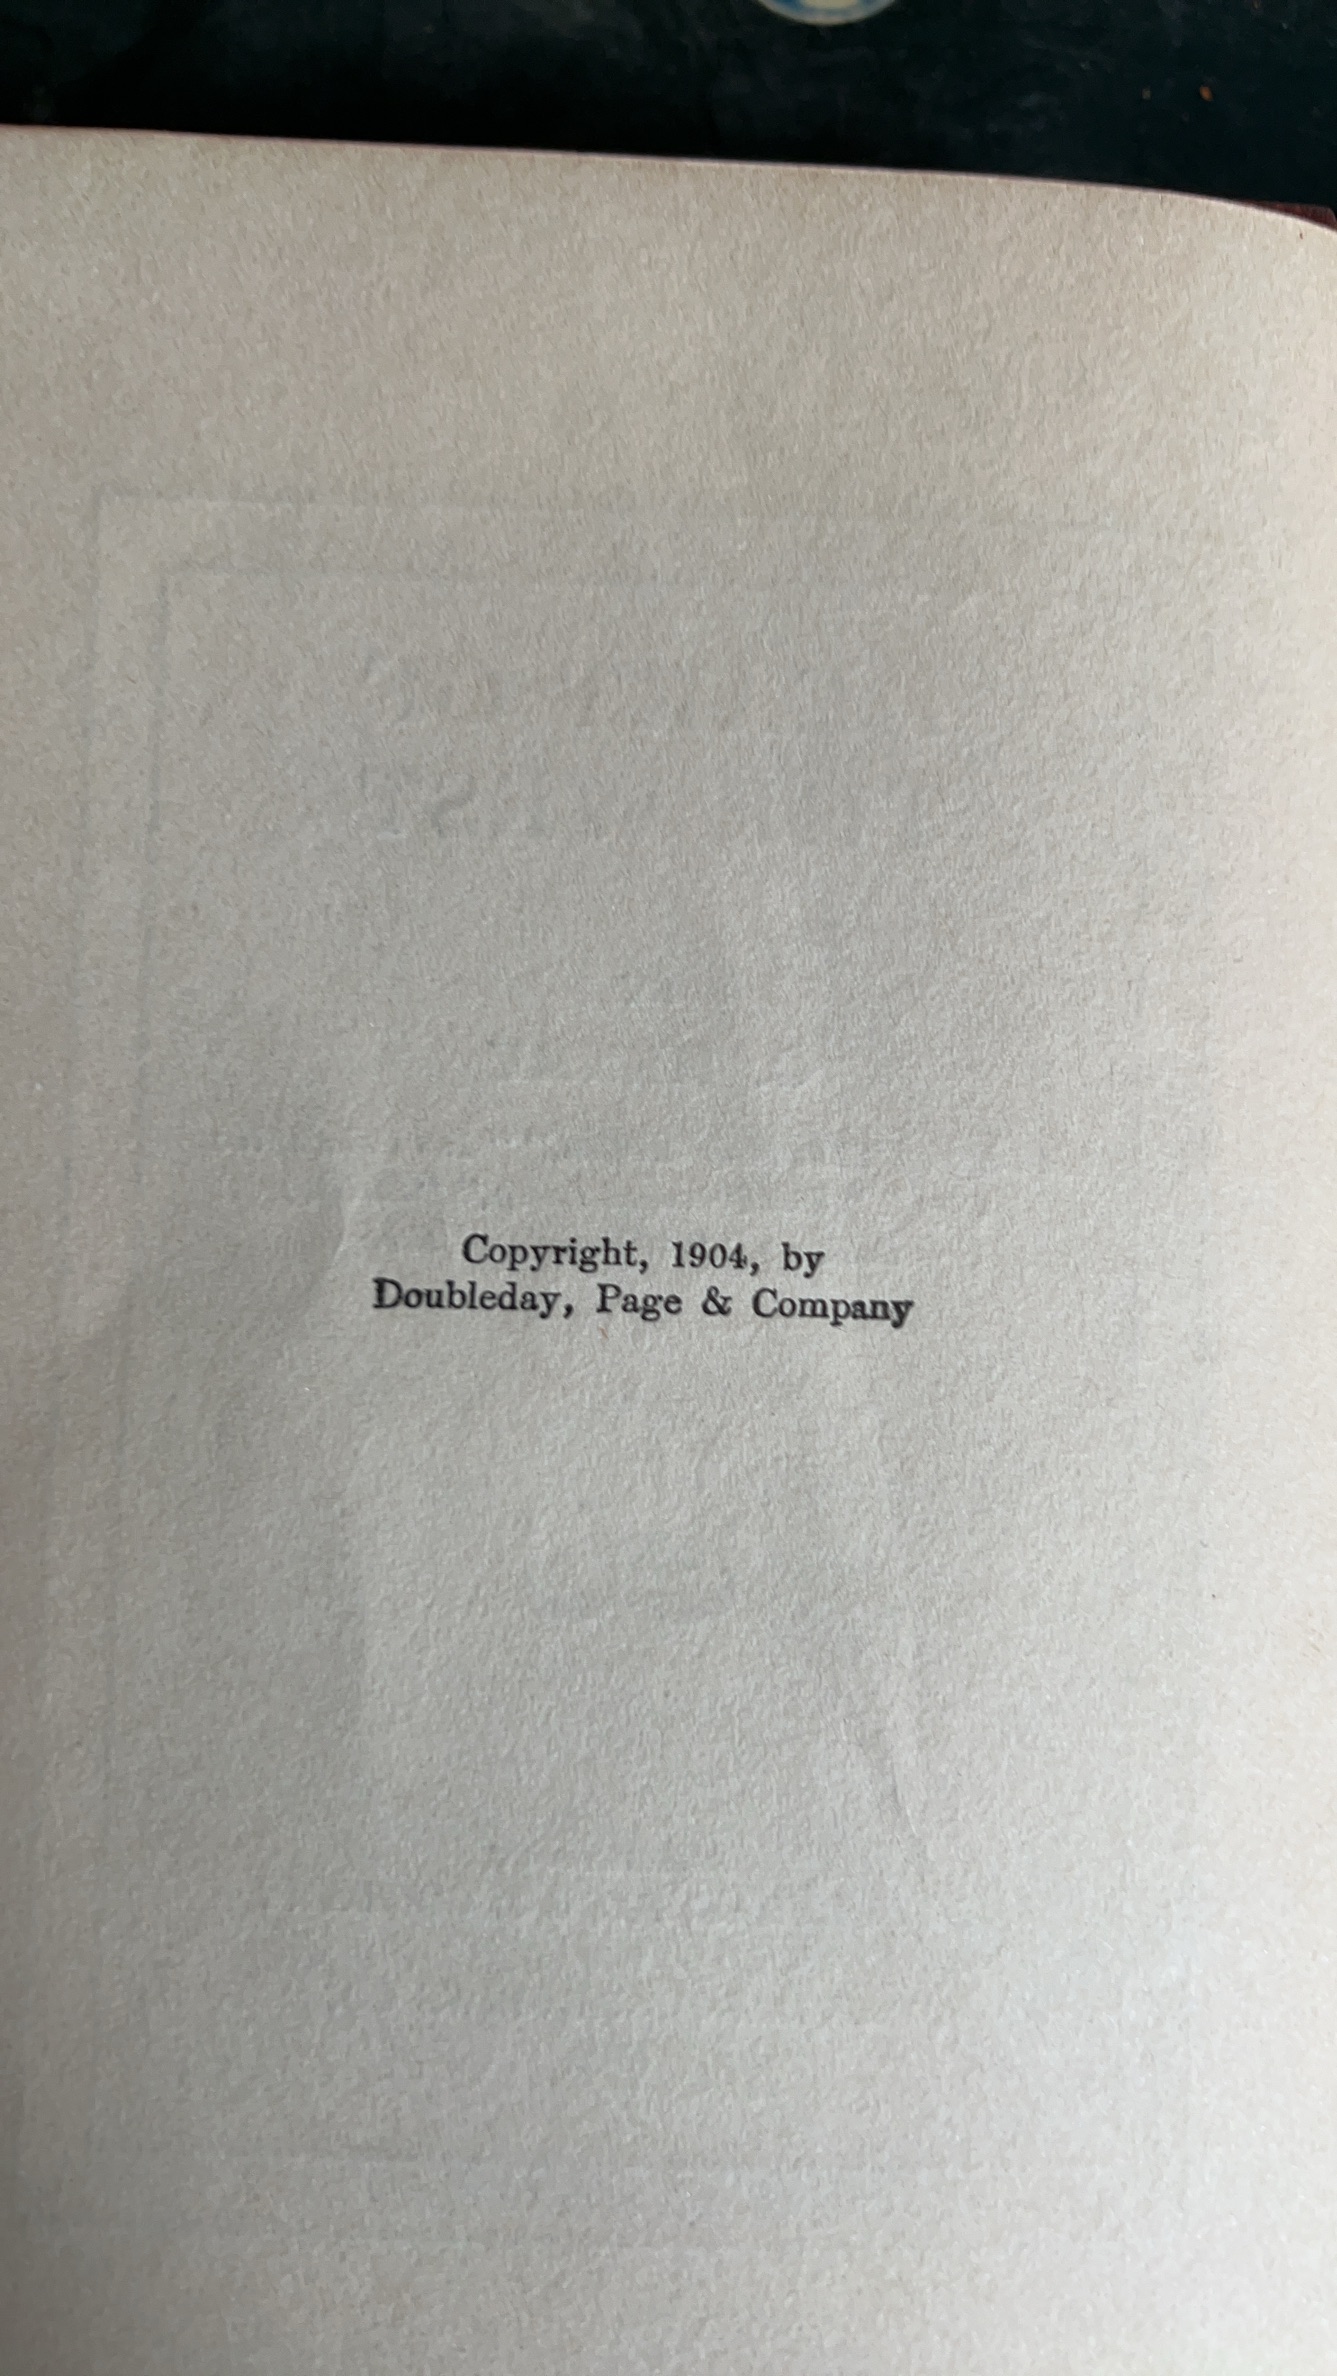 Copyright, 1904, by
Doubleday, Page & Company